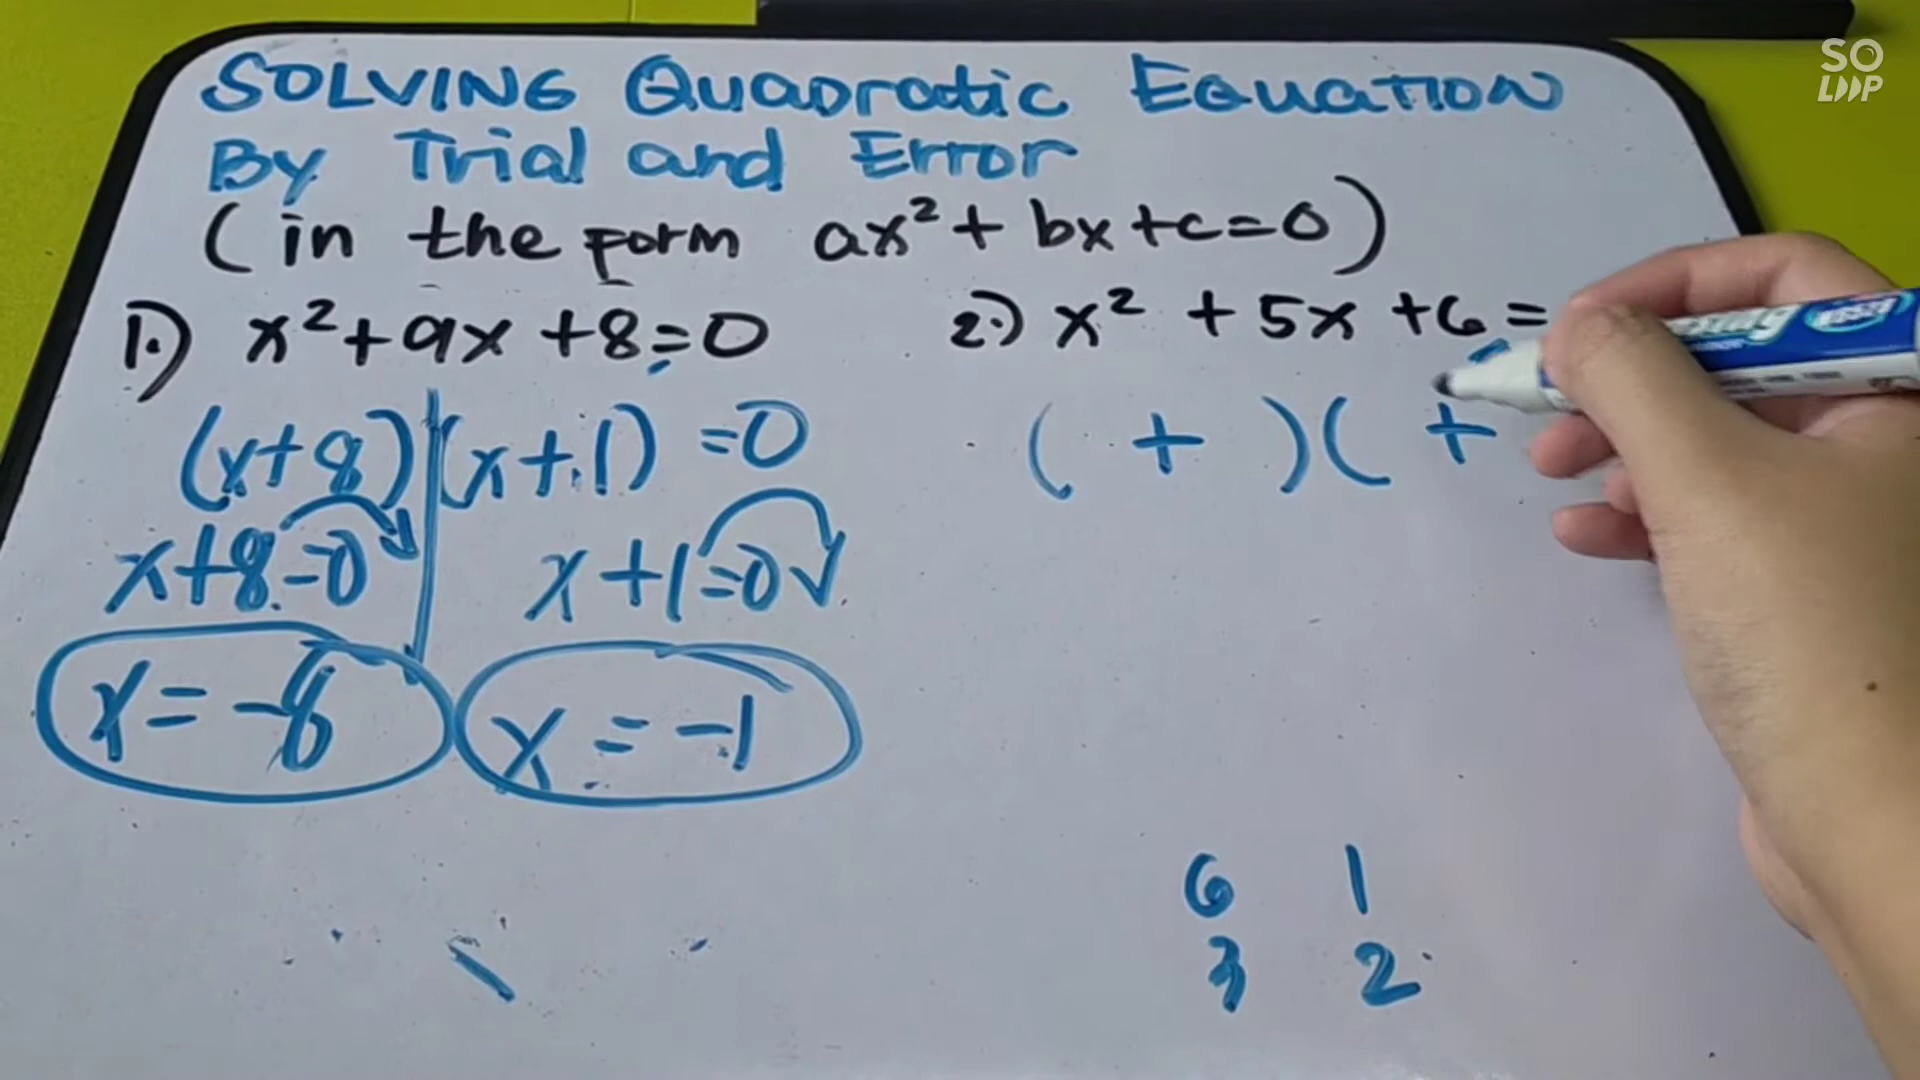 SOLVING Quadratic Equation
By Trial and Error
(in the form ax²+ bx+c=0)
1.) x²+9x+8=0
(x+8)(x+1)=0
x+8=0 x+1=0
x=-8 x=-1
2.) x² +5x+6=
( + )( +
6 1
3 2
SO
LOOP